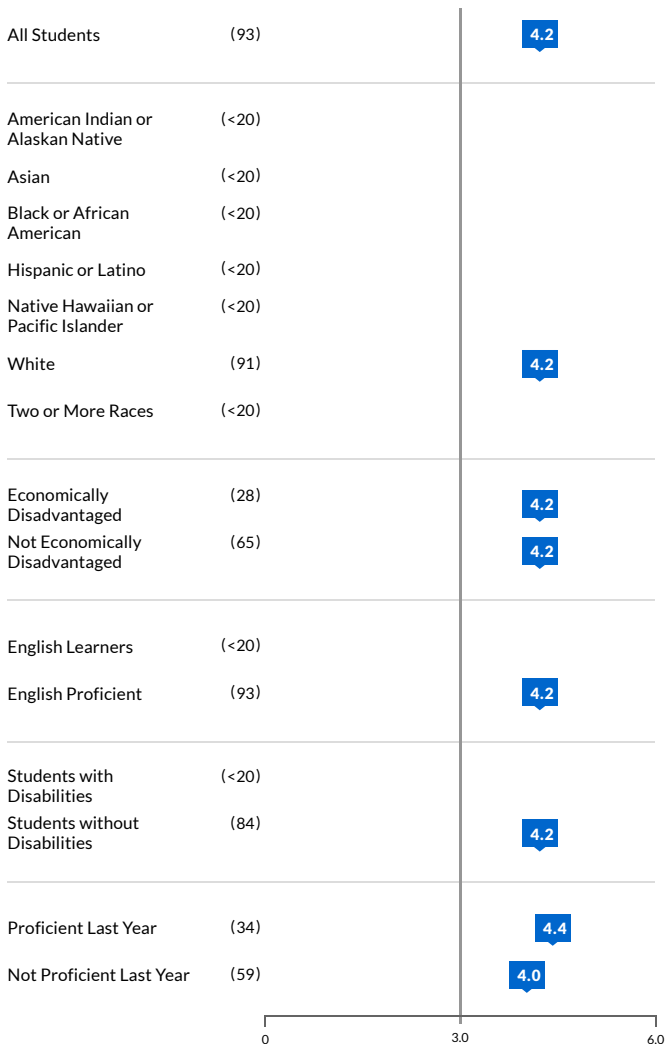 All Students (93) 4.2
American Indian or (<20)
Alaskan Native
Asian (<20)
Black or African (<20)
American
Hispanic or Latino (<20)
Native Hawaiian or (<20)
Pacific Islander
White (91) 4.2
Two or More Races (<20)
Economically (28) 4.2
Disadvantaged
Not Economically (65) 4.2
Disadvantaged
English Learners (<20)
English Proficient (93) 4.2
Students with (<20)
Disabilities
Students without (84) 4.2
Disabilities
Proficient Last Year (34) 4.4
Not Proficient Last Year (59) 4.0
0 3.0 6.0